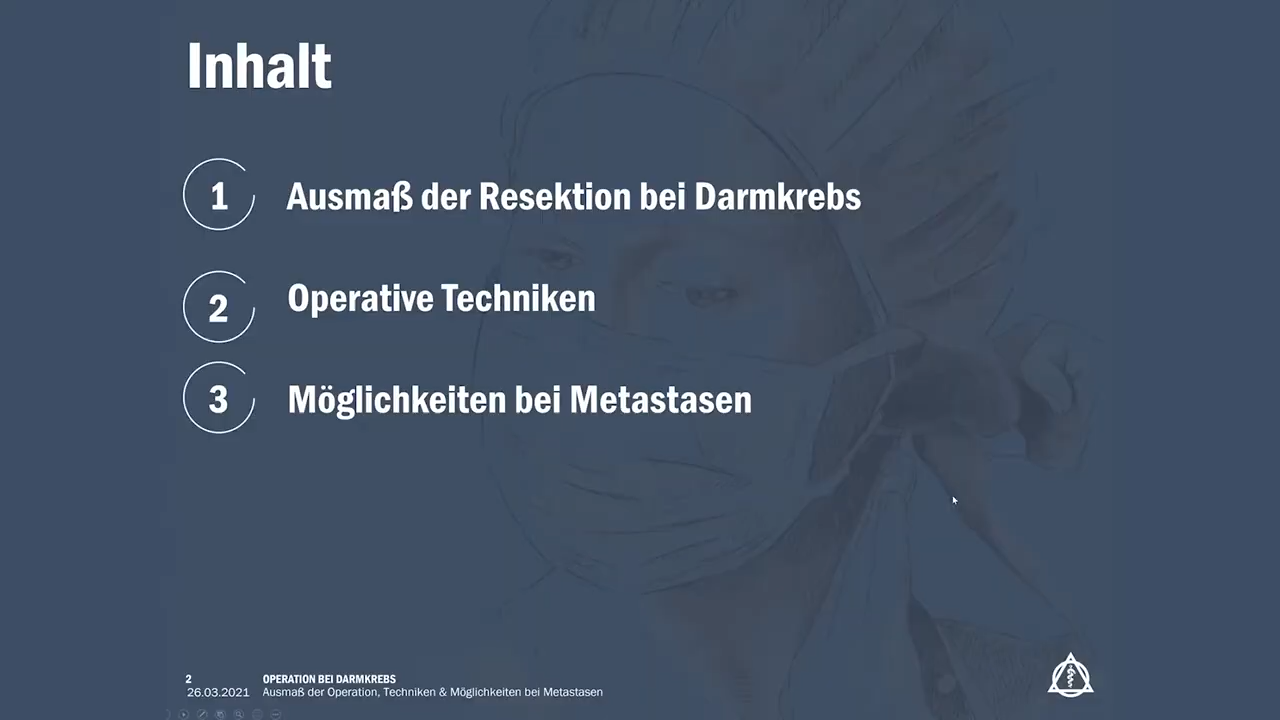 Inhalt
1 Ausmaß der Resektion bei Darmkrebs
2 Operative Techniken
3 Möglichkeiten bei Metastasen
2 OPERATION BEI DARMKREBS
26.03.2021 Ausmaß der Operation, Techniken & Möglichkeiten bei Metastasen